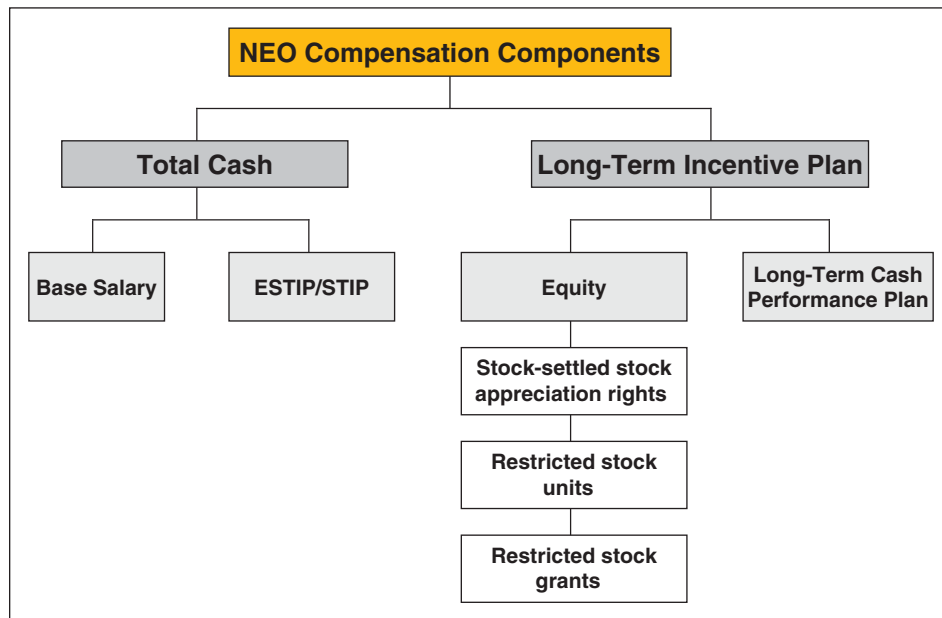 NEO Compensation Components
Total Cash
Long-Term Incentive Plan
Base Salary
ESTIP/STIP
Equity
Long-Term Cash
Performance Plan
Stock-settled stock
appreciation rights
Restricted stock
units
Restricted stock
grants